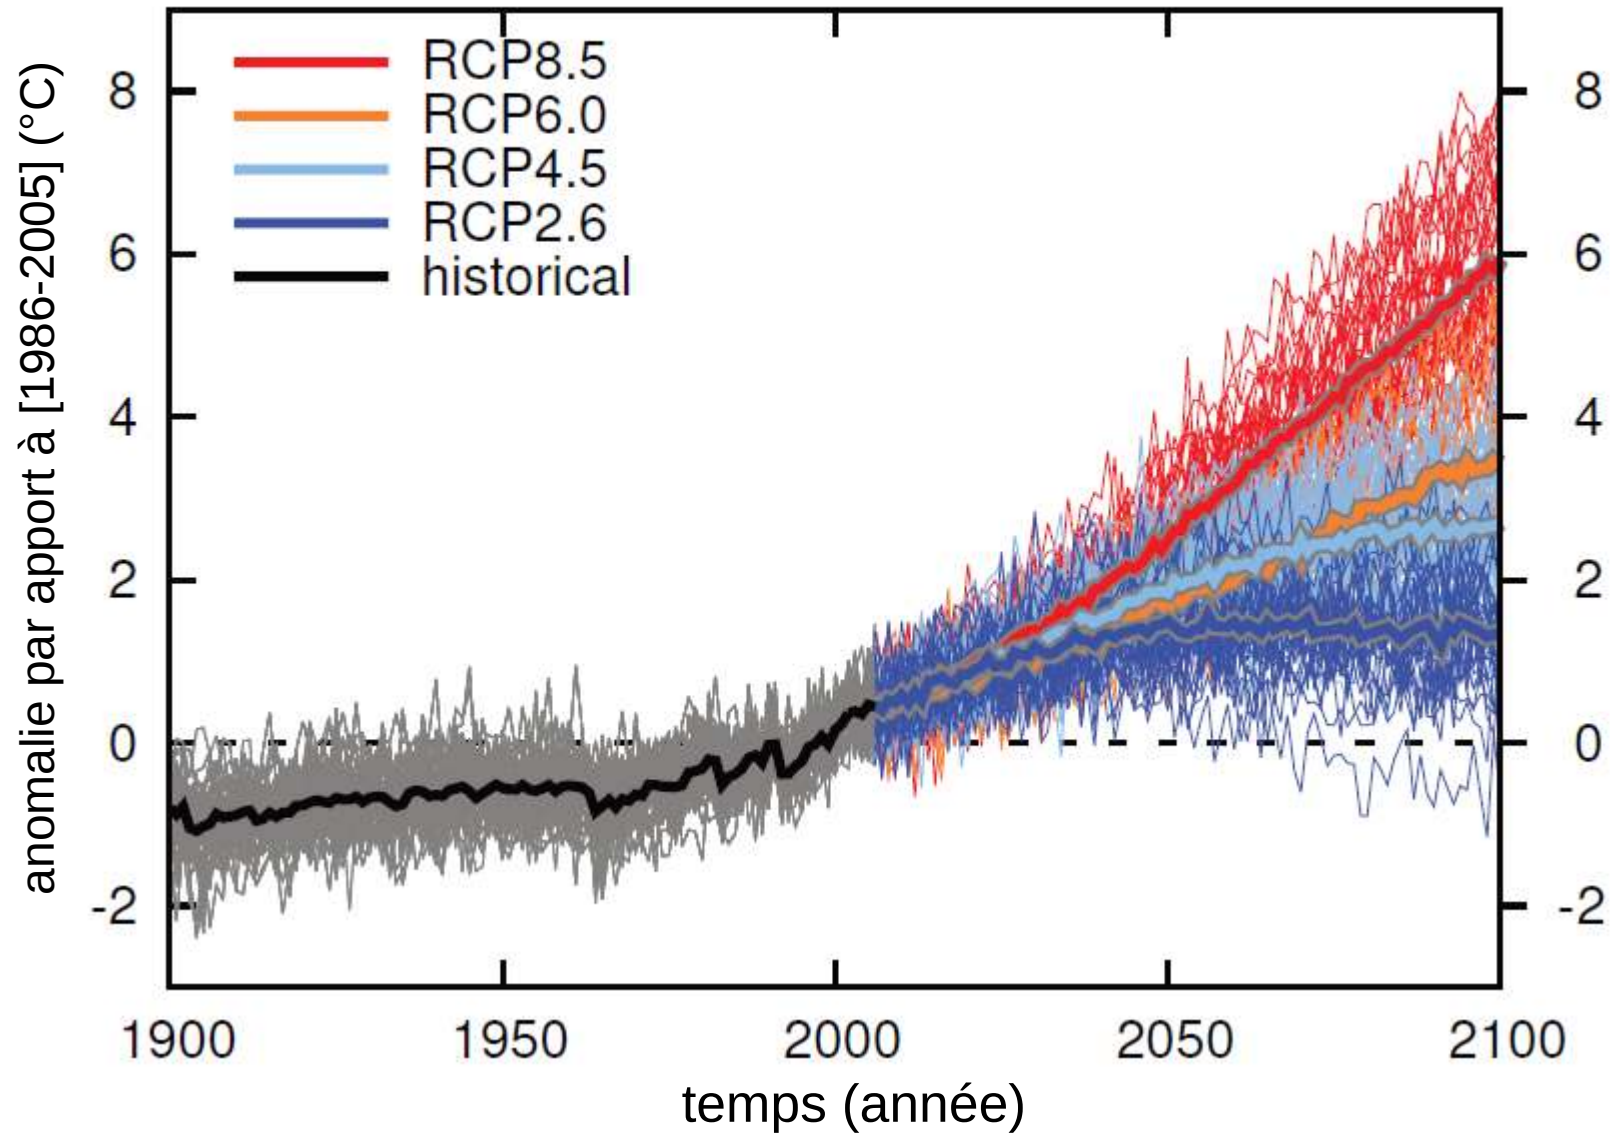 RCP8.5
RCP6.0
RCP4.5
RCP2.6
historical
anomalie par apport à [1986-2005] (°C)
8
6
4
2
0
-2
8
6
4
2
0
-2
1900 1950 2000 2050 2100
temps (année)